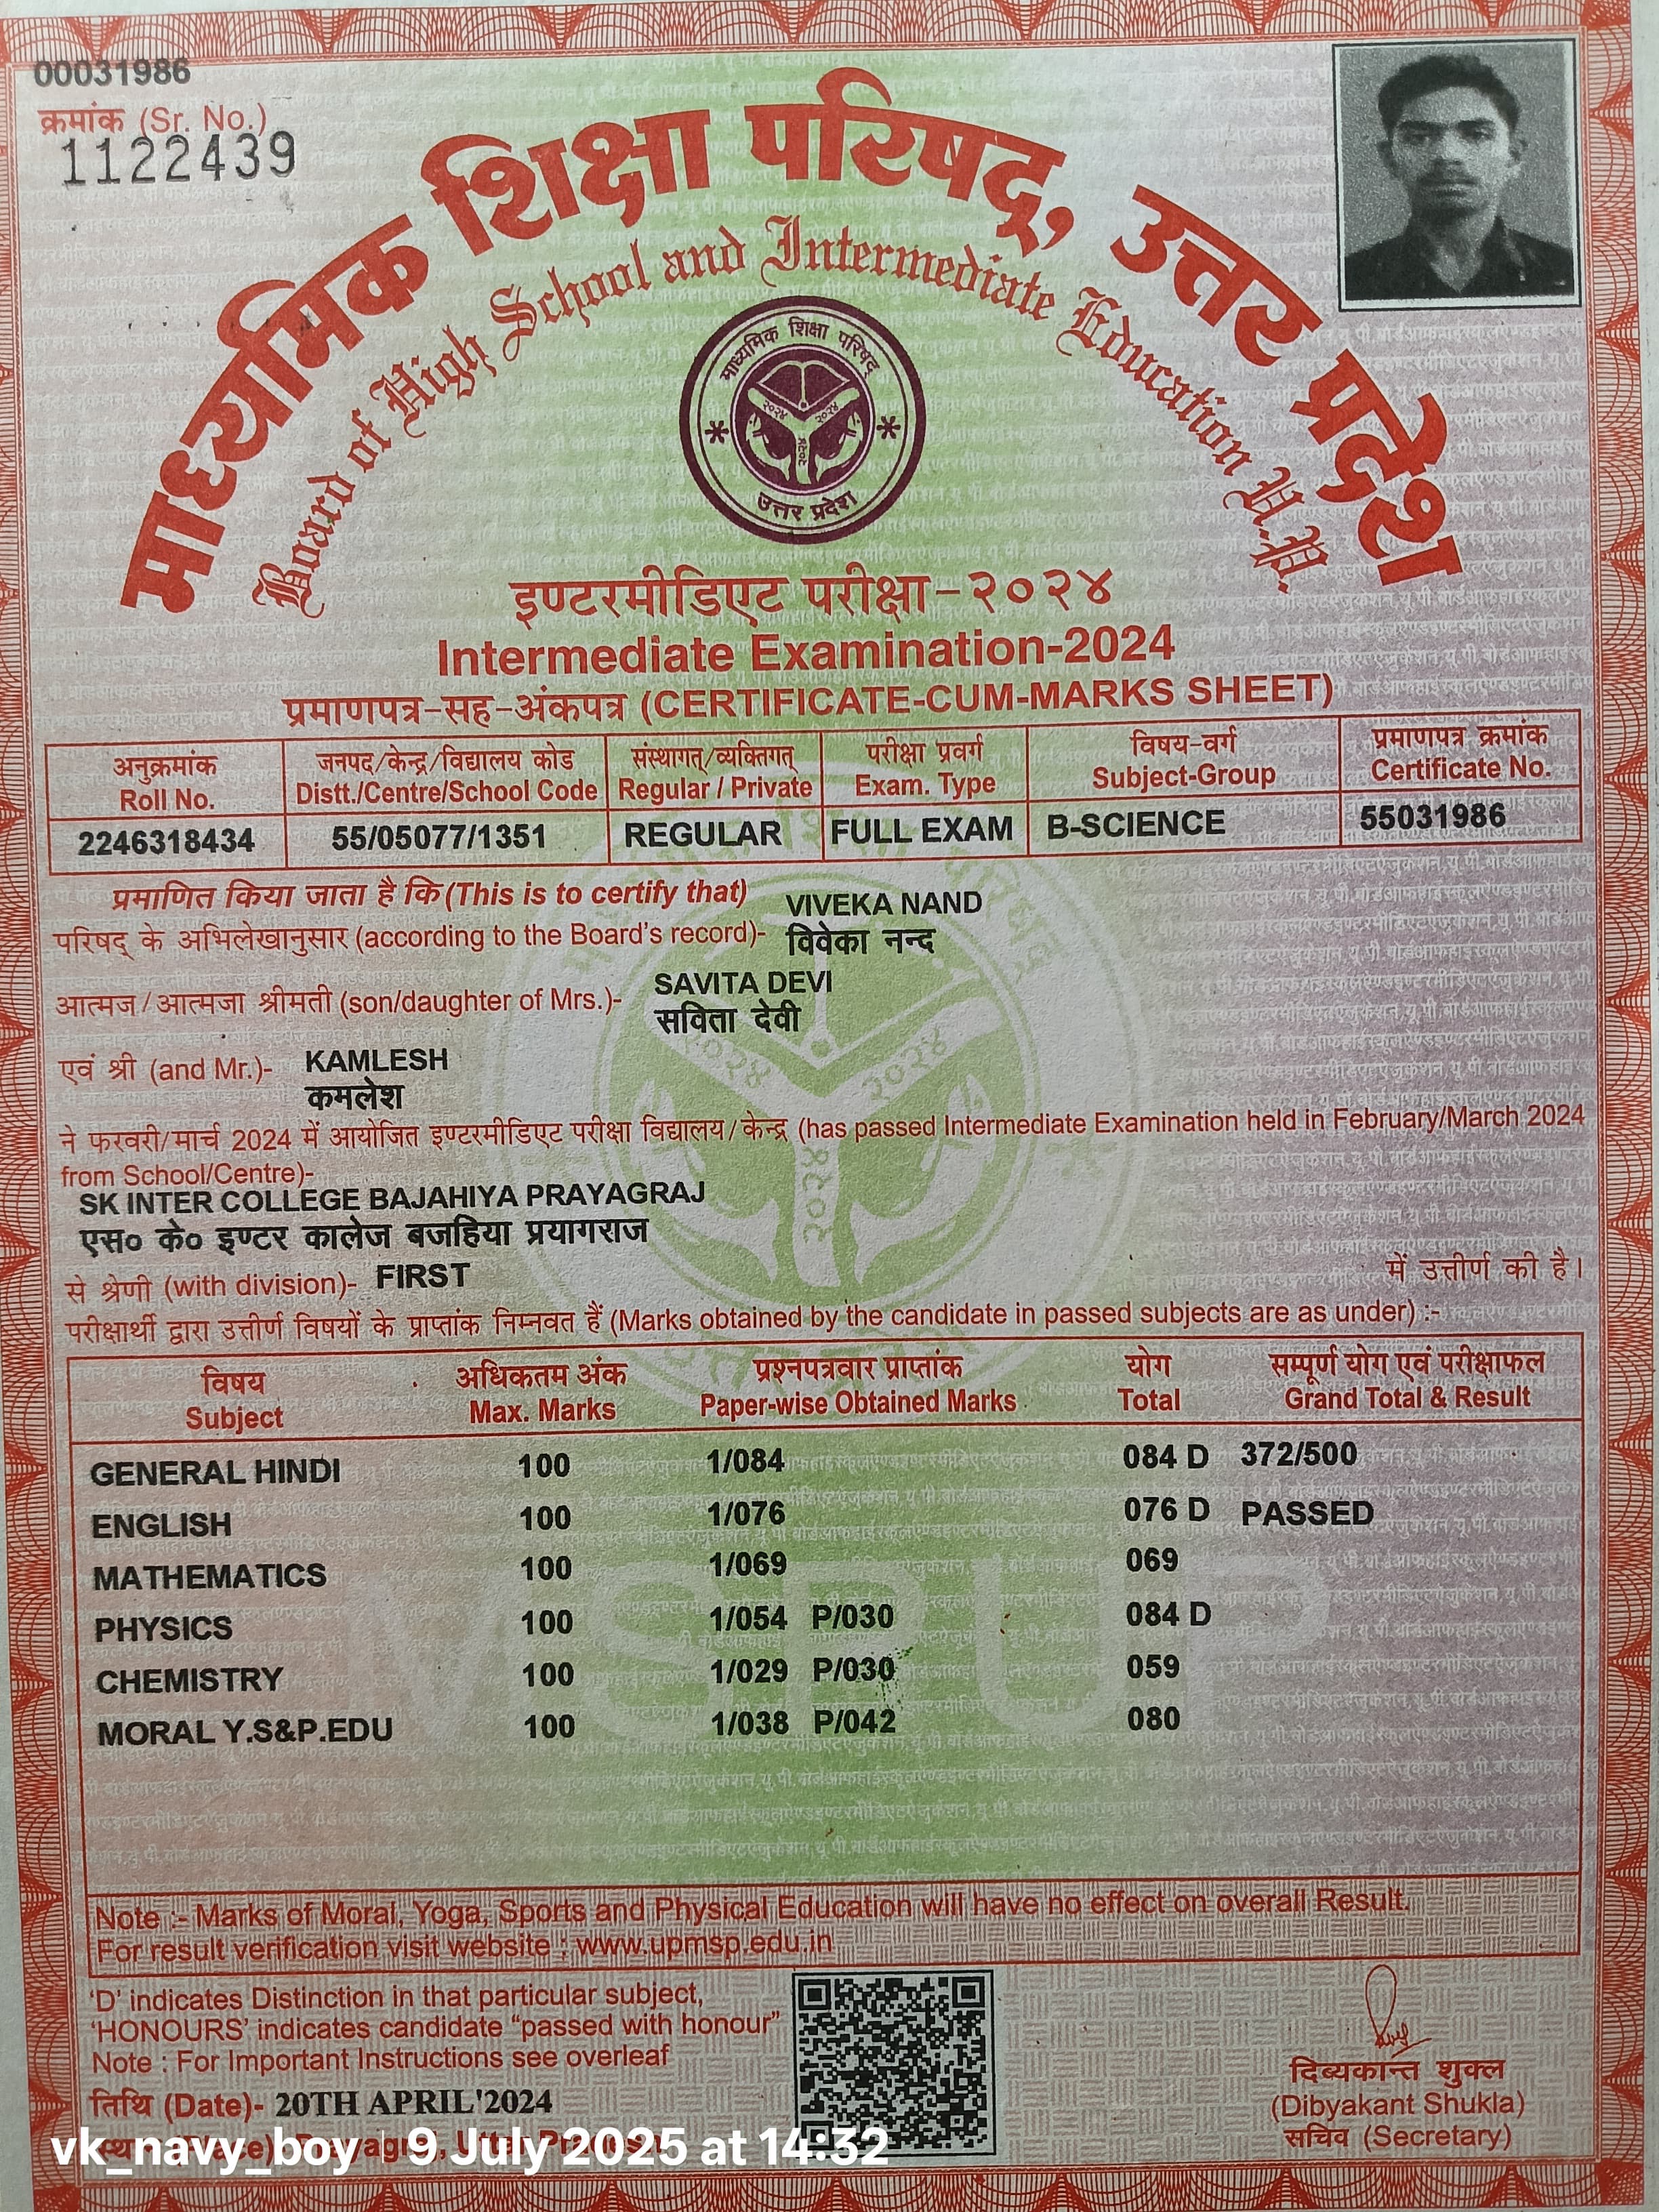 00031986
क्रमांक (Sr. No.)
1122439
माध्यमिक शिक्षा परिषद्, उत्तर प्रदेश
Board of High School and Intermediate Education U.P.
माध्यमिक शिक्षा परिषद्
२०२४ २०२४
२०२४
उत्तर प्रदेश
इण्टरमीडिएट परीक्षा-२०२४
Intermediate Examination-2024
प्रमाणपत्र-सह-अंकपत्र (CERTIFICATE-CUM-MARKS SHEET)
अनुक्रमांक जनपद/केन्द्र/विद्यालय कोड संस्थागत्/व्यक्तिगत् परीक्षा प्रवर्ग विषय-वर्ग प्रमाणपत्र क्रमांक
Roll No. Distt./Centre/School Code Regular / Private Exam. Type Subject-Group Certificate No.
2246318434 55/05077/1351 REGULAR FULL EXAM B-SCIENCE 55031986
प्रमाणित किया जाता है कि (This is to certify that) VIVEKA NAND
परिषद् के अभिलेखानुसार (according to the Board's record)- विवेका नन्द
SAVITA DEVI
आत्मज/आत्मजा श्रीमती (son/daughter of Mrs.)- सविता देवी
एवं श्री (and Mr.)- KAMLESH
कमलेश
ने फरवरी/मार्च 2024 में आयोजित इण्टरमीडिएट परीक्षा विद्यालय/केन्द्र (has passed Intermediate Examination held in February/March 2024
from School/Centre)-
SK INTER COLLEGE BAJAHIYA PRAYAGRAJ
एस० के० इण्टर कालेज बजहिया प्रयागराज
से श्रेणी (with division)- FIRST में उत्तीर्ण की है।
परीक्षार्थी द्वारा उत्तीर्ण विषयों के प्राप्तांक निम्नवत हैं (Marks obtained by the candidate in passed subjects are as under) :-
विषय अधिकतम अंक प्रश्नपत्रवार प्राप्तांक योग सम्पूर्ण योग एवं परीक्षाफल
Subject Max. Marks Paper-wise Obtained Marks Total Grand Total & Result
GENERAL HINDI 100 1/084 084 D 372/500
ENGLISH 100 1/076 076 D PASSED
MATHEMATICS 100 1/069 069
PHYSICS 100 1/054 P/030 084 D
CHEMISTRY 100 1/029 P/030 059
MORAL Y.S&P.EDU 100 1/038 P/042 080
Note :- Marks of Moral, Yoga, Sports and Physical Education will have no effect on overall Result.
For result verification visit website : www.upmsp.edu.in
'D' indicates Distinction in that particular subject,
'HONOURS' indicates candidate "passed with honour"
Note : For Important Instructions see overleaf
तिथि (Date)- 20TH APRIL'2024
दिव्यकान्त शुक्ल
(Dibyakant Shukla)
सचिव (Secretary)
vk_navy_boy | 9 July 2025 at 14:32